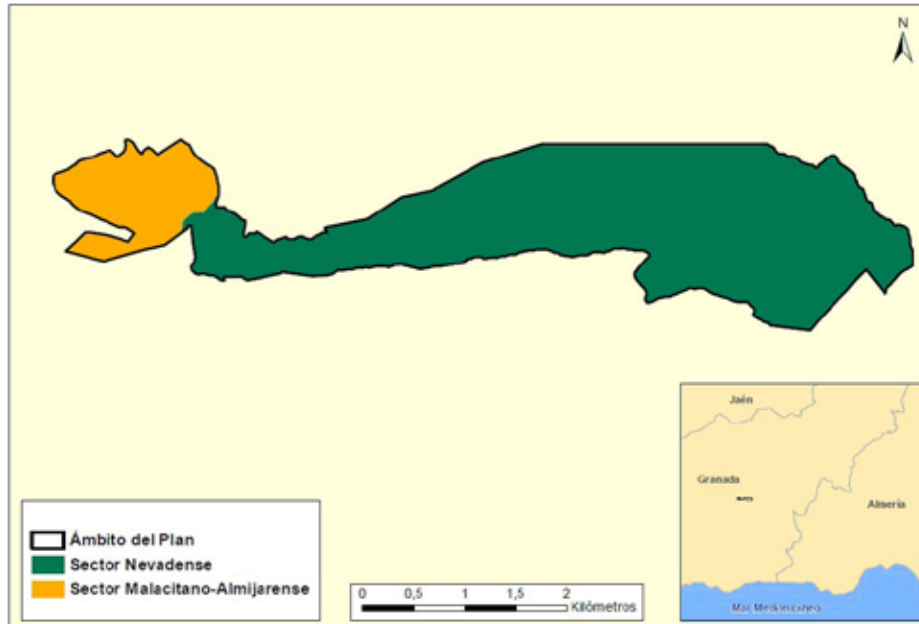 N
Ámbito del Plan
Sector Nevadense
Sector Malacitano-Almijarense
0 0,5 1 1,5 2
Kilómetros
Jaén
Granada
Almería
Mar Mediterráneo